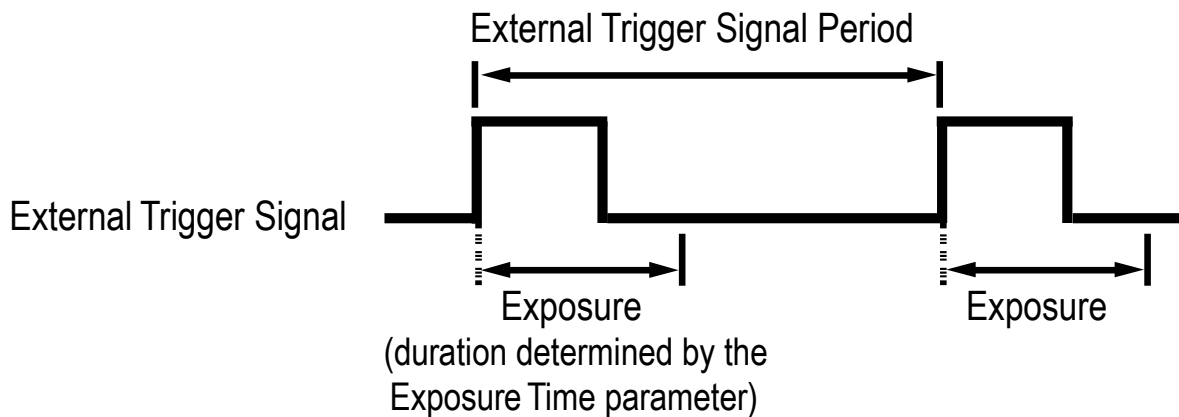 External Trigger Signal Period
External Trigger Signal
Exposure
(duration determined by the
Exposure Time parameter)
Exposure